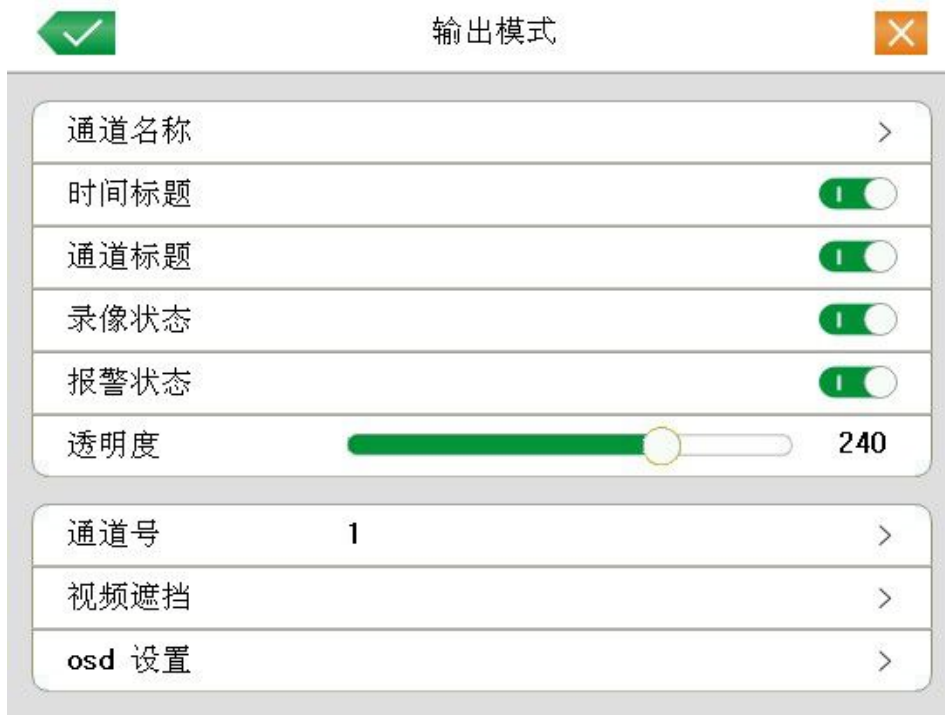 输出模式
通道名称
时间标题
通道标题
录像状态
报警状态
透明度 240
通道号 1
视频遮挡
osd 设置